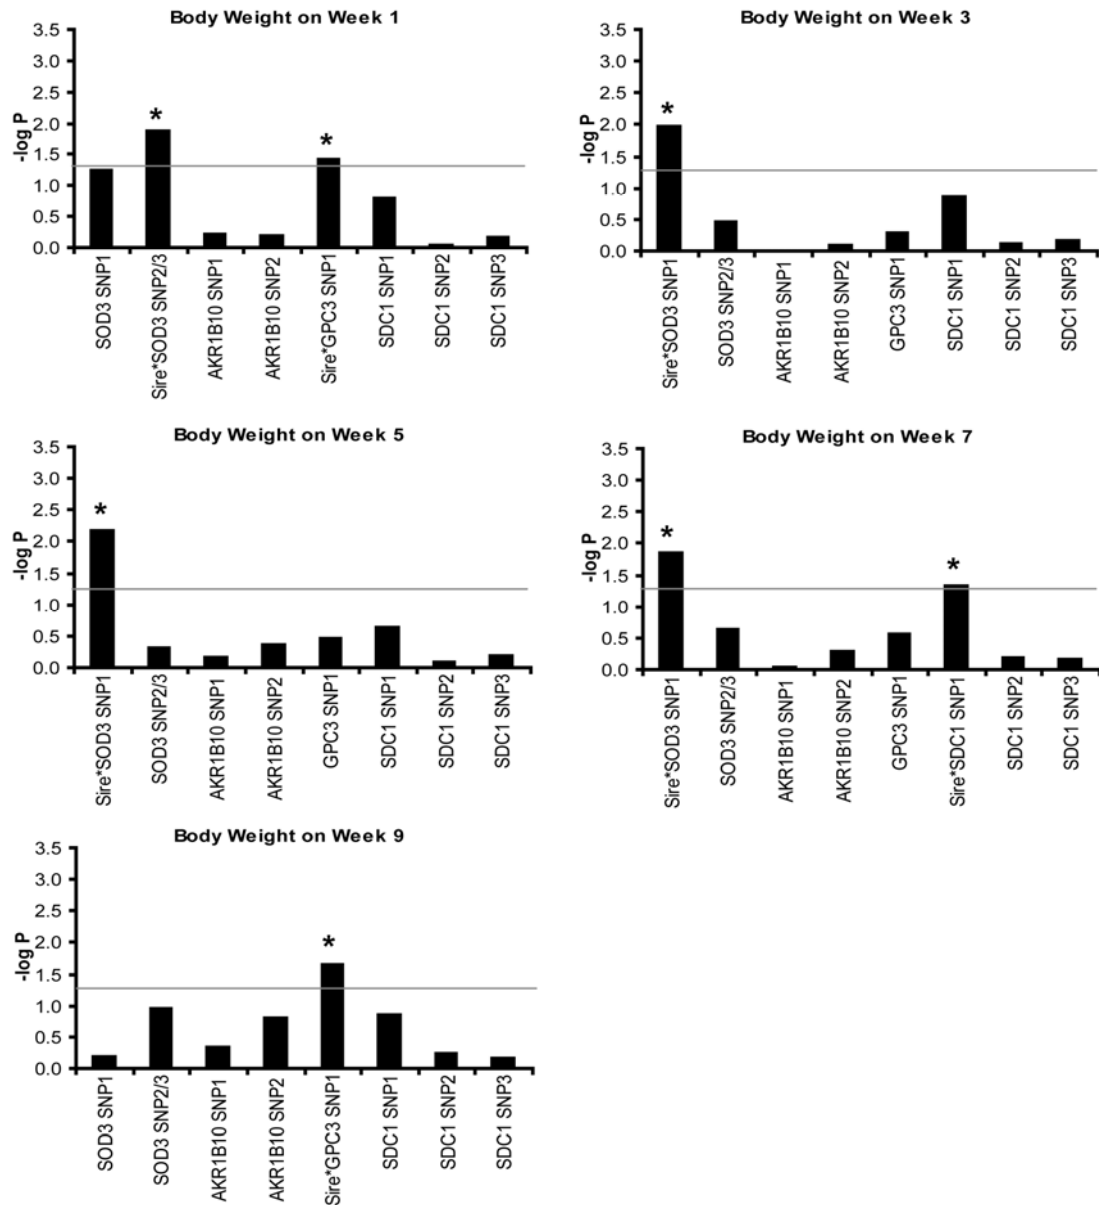 Body Weight on Week 1
3.5
3.0
2.5
2.0
1.5
1.0
0.5
0.0
-log P
*
*
SOD3 SNP1
Sire*SOD3 SNP2/3
AKR1B10 SNP1
AKR1B10 SNP2
Sire*GPC3 SNP1
SDC1 SNP1
SDC1 SNP2
SDC1 SNP3
Body Weight on Week 3
3.5
3.0
2.5
2.0
1.5
1.0
0.5
0.0
-log P
*
Sire*SOD3 SNP1
SOD3 SNP2/3
AKR1B10 SNP1
AKR1B10 SNP2
GPC3 SNP1
SDC1 SNP1
SDC1 SNP2
SDC1 SNP3
Body Weight on Week 5
3.5
3.0
2.5
2.0
1.5
1.0
0.5
0.0
-log P
*
Sire*SOD3 SNP1
SOD3 SNP2/3
AKR1B10 SNP1
AKR1B10 SNP2
GPC3 SNP1
SDC1 SNP1
SDC1 SNP2
SDC1 SNP3
Body Weight on Week 7
3.5
3.0
2.5
2.0
1.5
1.0
0.5
0.0
-log P
*
*
Sire*SOD3 SNP1
SOD3 SNP2/3
AKR1B10 SNP1
AKR1D10 SNP2
GPC3 SNP1
Sire*SDC1 SNP1
SDC1 SNP2
SDC1 SNP3
Body Weight on Week 9
3.5
3.0
2.5
2.0
1.5
1.0
0.5
0.0
-log P
*
SOD3 SNP1
SOD3 SNP2/3
AKR1B10 SNP1
AKR1B10 SNP2
Sire*GPC3 SNP1
SDC1 SNP1
SDC1 SNP2
SDC1 SNP3